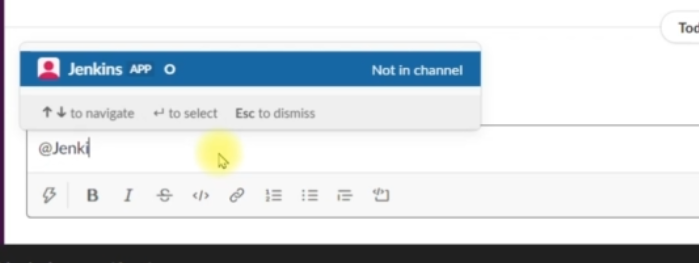 Tod
Jenkins APP Not in channel
↑↓ to navigate ↵ to select Esc to dismiss
@Jenki
B I S </>